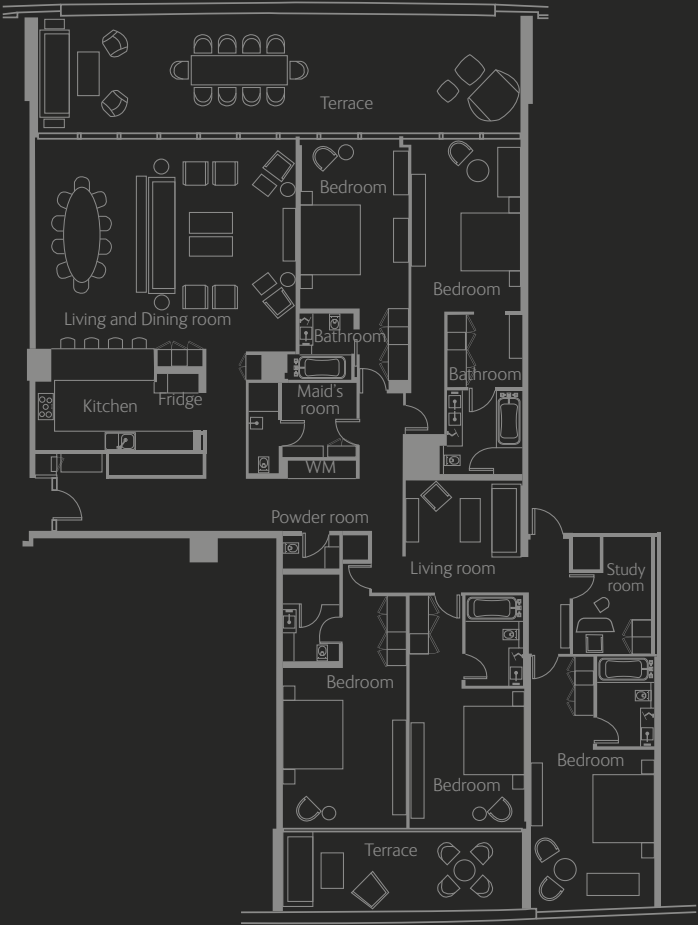 Terrace
Bedroom
Bedroom
Living and Dining room
Bathroom
Bathroom
Kitchen
Fridge
Maid's
room
WM
Powder room
Living room
Study
room
Bedroom
Bedroom
Bedroom
Terrace